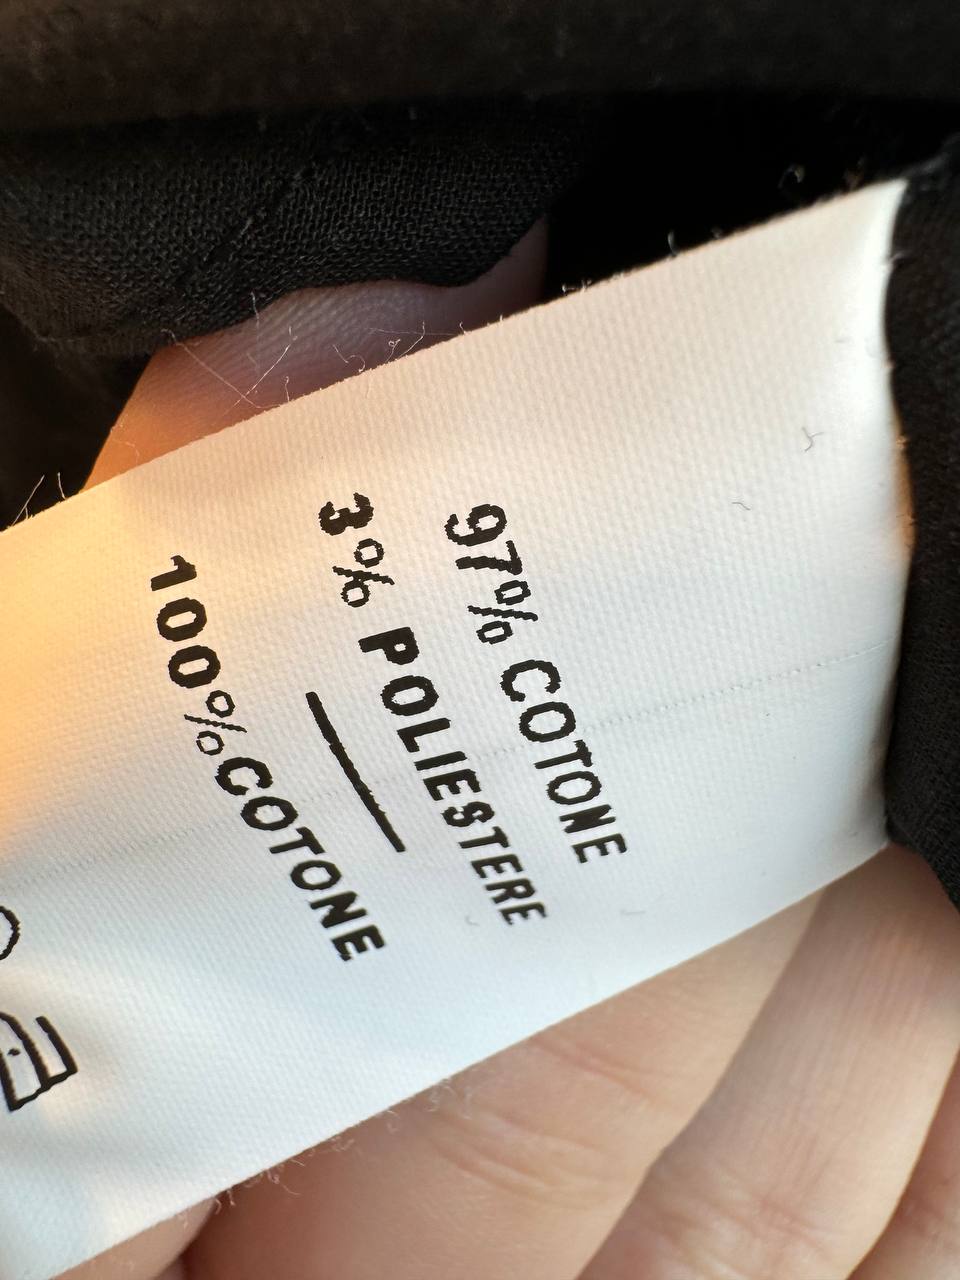 97% COTONE
3% POLIESTERE
100% COTONE